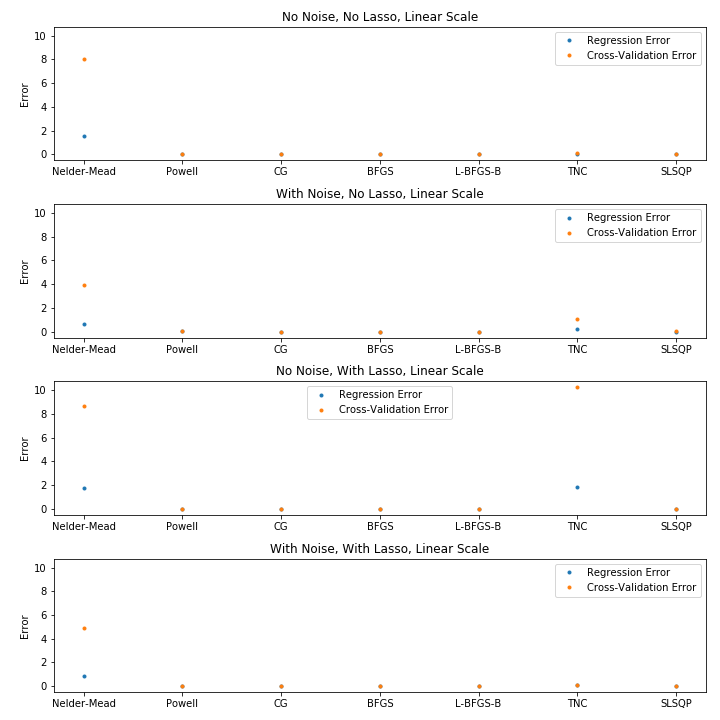 No Noise, No Lasso, Linear Scale
10
8
6
4
2
0
Error
Regression Error
Cross-Validation Error
Nelder-Mead Powell CG BFGS L-BFGS-B TNC SLSQP
With Noise, No Lasso, Linear Scale
10
8
6
4
2
0
Error
Regression Error
Cross-Validation Error
Nelder-Mead Powell CG BFGS L-BFGS-B TNC SLSQP
No Noise, With Lasso, Linear Scale
10
8
6
4
2
0
Error
Regression Error
Cross-Validation Error
Nelder-Mead Powell CG BFGS L-BFGS-B TNC SLSQP
With Noise, With Lasso, Linear Scale
10
8
6
4
2
0
Error
Regression Error
Cross-Validation Error
Nelder-Mead Powell CG BFGS L-BFGS-B TNC SLSQP